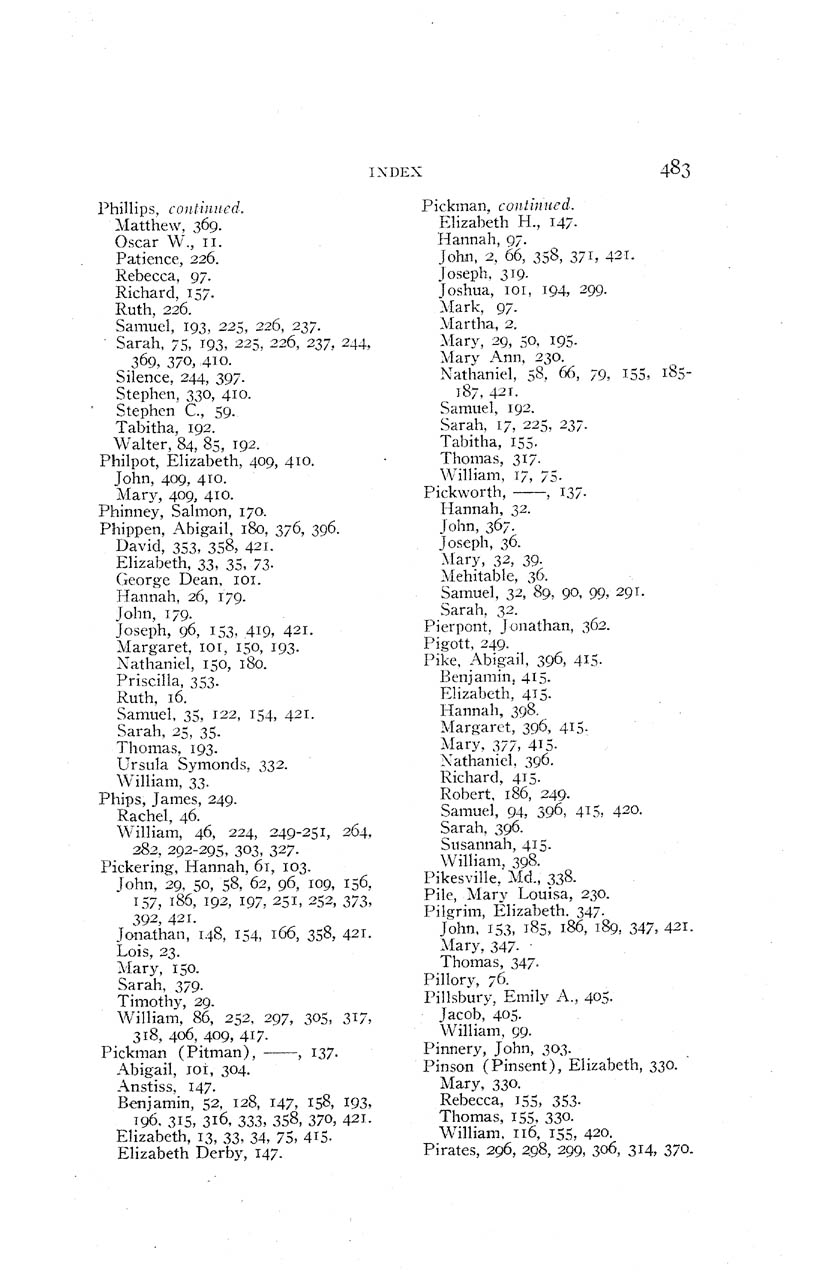 INDEX 483
Phillips, continued.
Matthew, 369.
Oscar W., 11.
Patience, 226.
Rebecca, 97.
Richard, 157.
Ruth, 226.
Samuel, 193, 225, 226, 237.
Sarah, 75, 193, 225, 226, 237, 244,
369, 370, 410.
Silence, 244, 397.
Stephen, 330, 410.
Stephen C., 59.
Tabitha, 192.
Walter, 84, 85, 192.
Philpot, Elizabeth, 409, 410.
John, 409, 410.
Mary, 409, 410.
Phinney, Salmon, 170.
Phippen, Abigail, 180, 376, 396.
David, 353, 358, 421.
Elizabeth, 33, 35, 73.
George Dean, 101.
Hannah, 26, 179.
John, 179.
Joseph, 96, 153, 419, 421.
Margaret, 101, 150, 193.
Nathaniel, 150, 180.
Priscilla, 353.
Ruth, 16.
Samuel, 35, 122, 154, 421.
Sarah, 25, 35.
Thomas, 193.
Ursula Symonds, 332.
William, 33.
Phips, James, 249.
Rachel, 46.
William, 46, 224, 249-251, 264,
282, 292-295, 303, 327.
Pickering, Hannah, 61, 103.
John, 29, 50, 58, 62, 96, 109, 156,
157, 186, 192, 197, 251, 252, 373,
392, 421.
Jonathan, 148, 154, 166, 358, 421.
Lois, 23.
Mary, 150.
Sarah, 379.
Timothy, 29.
William, 86, 252, 297, 305, 317,
318, 406, 409, 417.
Pickman (Pitman), ——, 137.
Abigail, 101, 304.
Anstiss, 147.
Benjamin, 52, 128, 147, 158, 193,
196, 315, 316, 333, 358, 370, 421.
Elizabeth, 13, 33, 34, 75, 415.
Elizabeth Derby, 147.
Pickman, continued.
Elizabeth H., 147.
Hannah, 97.
John, 2, 66, 358, 371, 421.
Joseph, 319.
Joshua, 101, 194, 299.
Mark, 97.
Martha, 2.
Mary, 29, 50, 195.
Mary Ann, 230.
Nathaniel, 58, 66, 79, 155, 185-
187, 421.
Samuel, 192.
Sarah, 17, 225, 237.
Tabitha, 155.
Thomas, 317.
William, 17, 75.
Pickworth, ——, 137.
Hannah, 32.
John, 367.
Joseph, 36.
Mary, 32, 39.
Mehitable, 36.
Samuel, 32, 89, 90, 99, 291.
Sarah, 32.
Pierpont, Jonathan, 362.
Pigott, 249.
Pike, Abigail, 396, 415.
Benjamin, 415.
Elizabeth, 415.
Hannah, 398.
Margaret, 396, 415.
Mary, 377, 415.
Nathaniel, 396.
Richard, 415.
Robert, 186, 249.
Samuel, 94, 396, 415, 420.
Sarah, 396.
Susannah, 415.
William, 398.
Pikesville, Md., 338.
Pile, Mary Louisa, 230.
Pilgrim, Elizabeth. 347.
John, 153, 185, 186, 189, 347, 421.
Mary, 347.
Thomas, 347.
Pillory, 76.
Pillsbury, Emily A., 405.
Jacob, 405.
William, 99.
Pinnery, John, 303.
Pinson (Pinsent), Elizabeth, 330.
Mary, 330.
Rebecca, 155, 353.
Thomas, 155, 330.
William, 116, 155, 420.
Pirates, 296, 298, 299, 306, 314, 370.